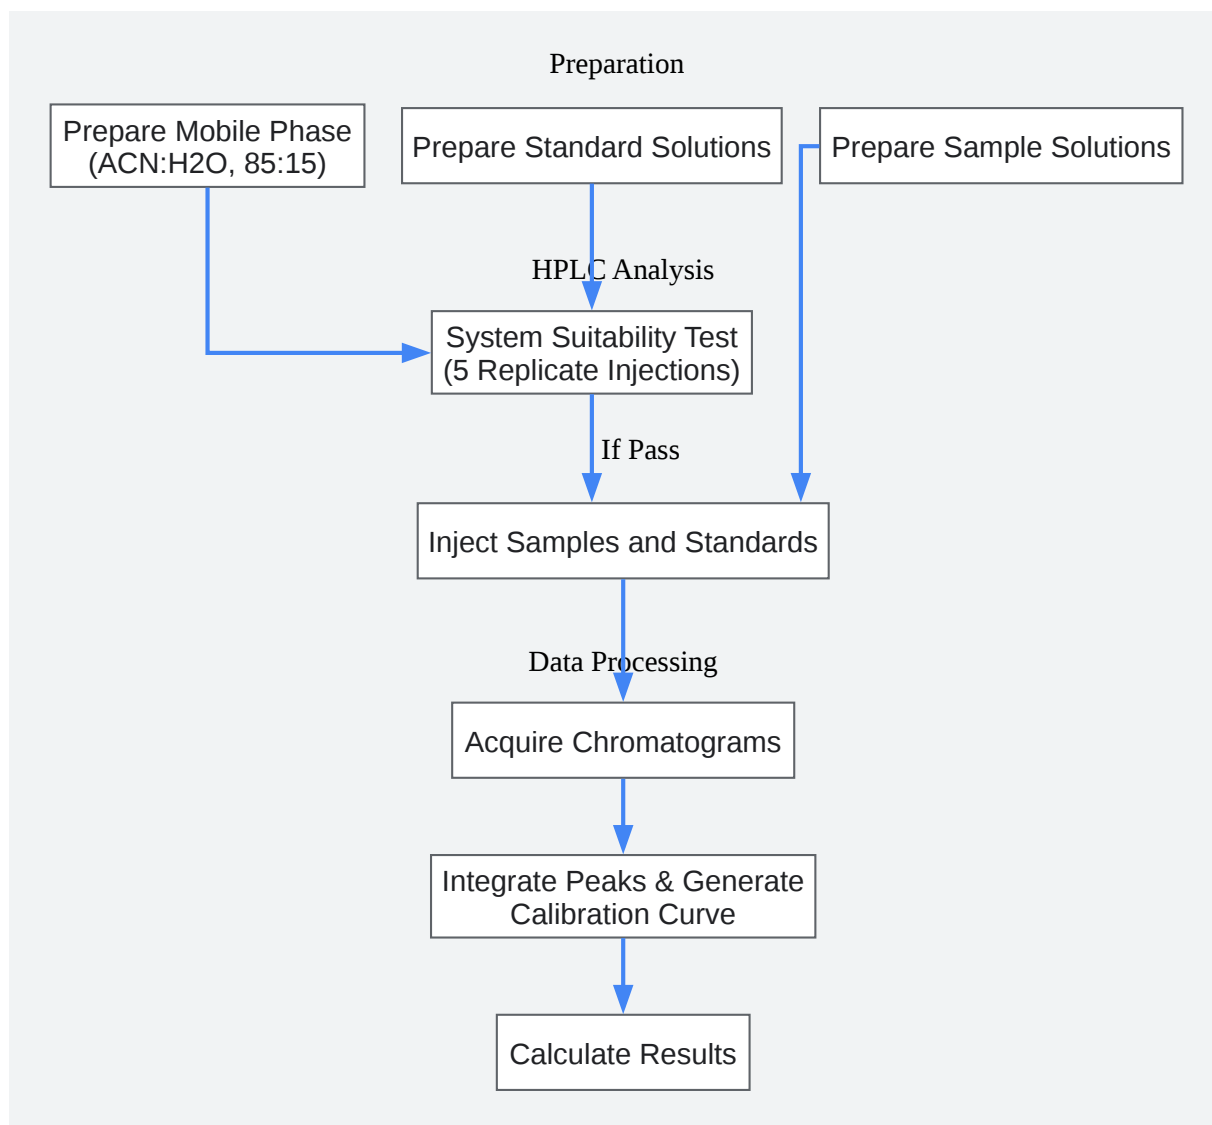 Preparation
Prepare Mobile Phase
(ACN:H2O, 85:15)
Prepare Standard Solutions
Prepare Sample Solutions
HPLC Analysis
System Suitability Test
(5 Replicate Injections)
If Pass
Inject Samples and Standards
Data Processing
Acquire Chromatograms
Integrate Peaks & Generate
Calibration Curve
Calculate Results